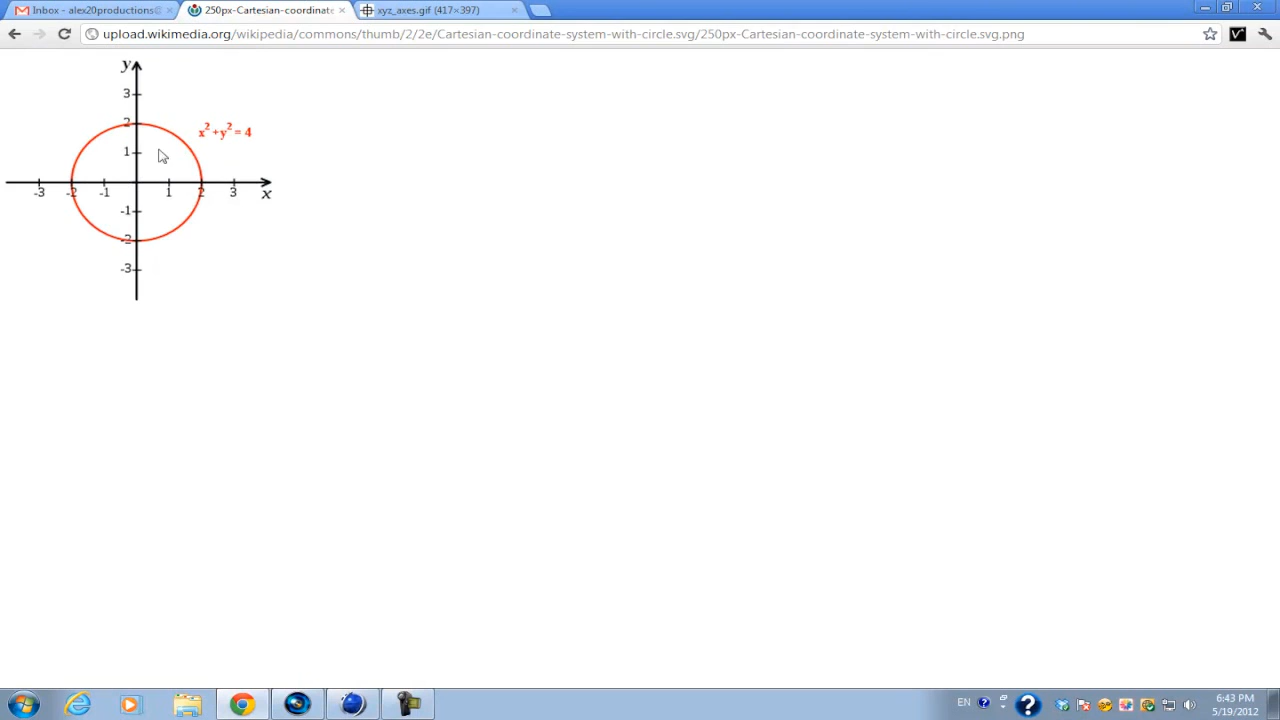 Inbox - alex20productions@
250px-Cartesian-coordinate
xyz_axes.gif (417×397)
upload.wikimedia.org/wikipedia/commons/thumb/2/2e/Cartesian-coordinate-system-with-circle.svg/250px-Cartesian-coordinate-system-with-circle.svg.png
y
3
2
x²+y²= 4
1
-3 -2 -1 1 2 3 x
-1
-2
-3
EN
6:43 PM
5/19/2012